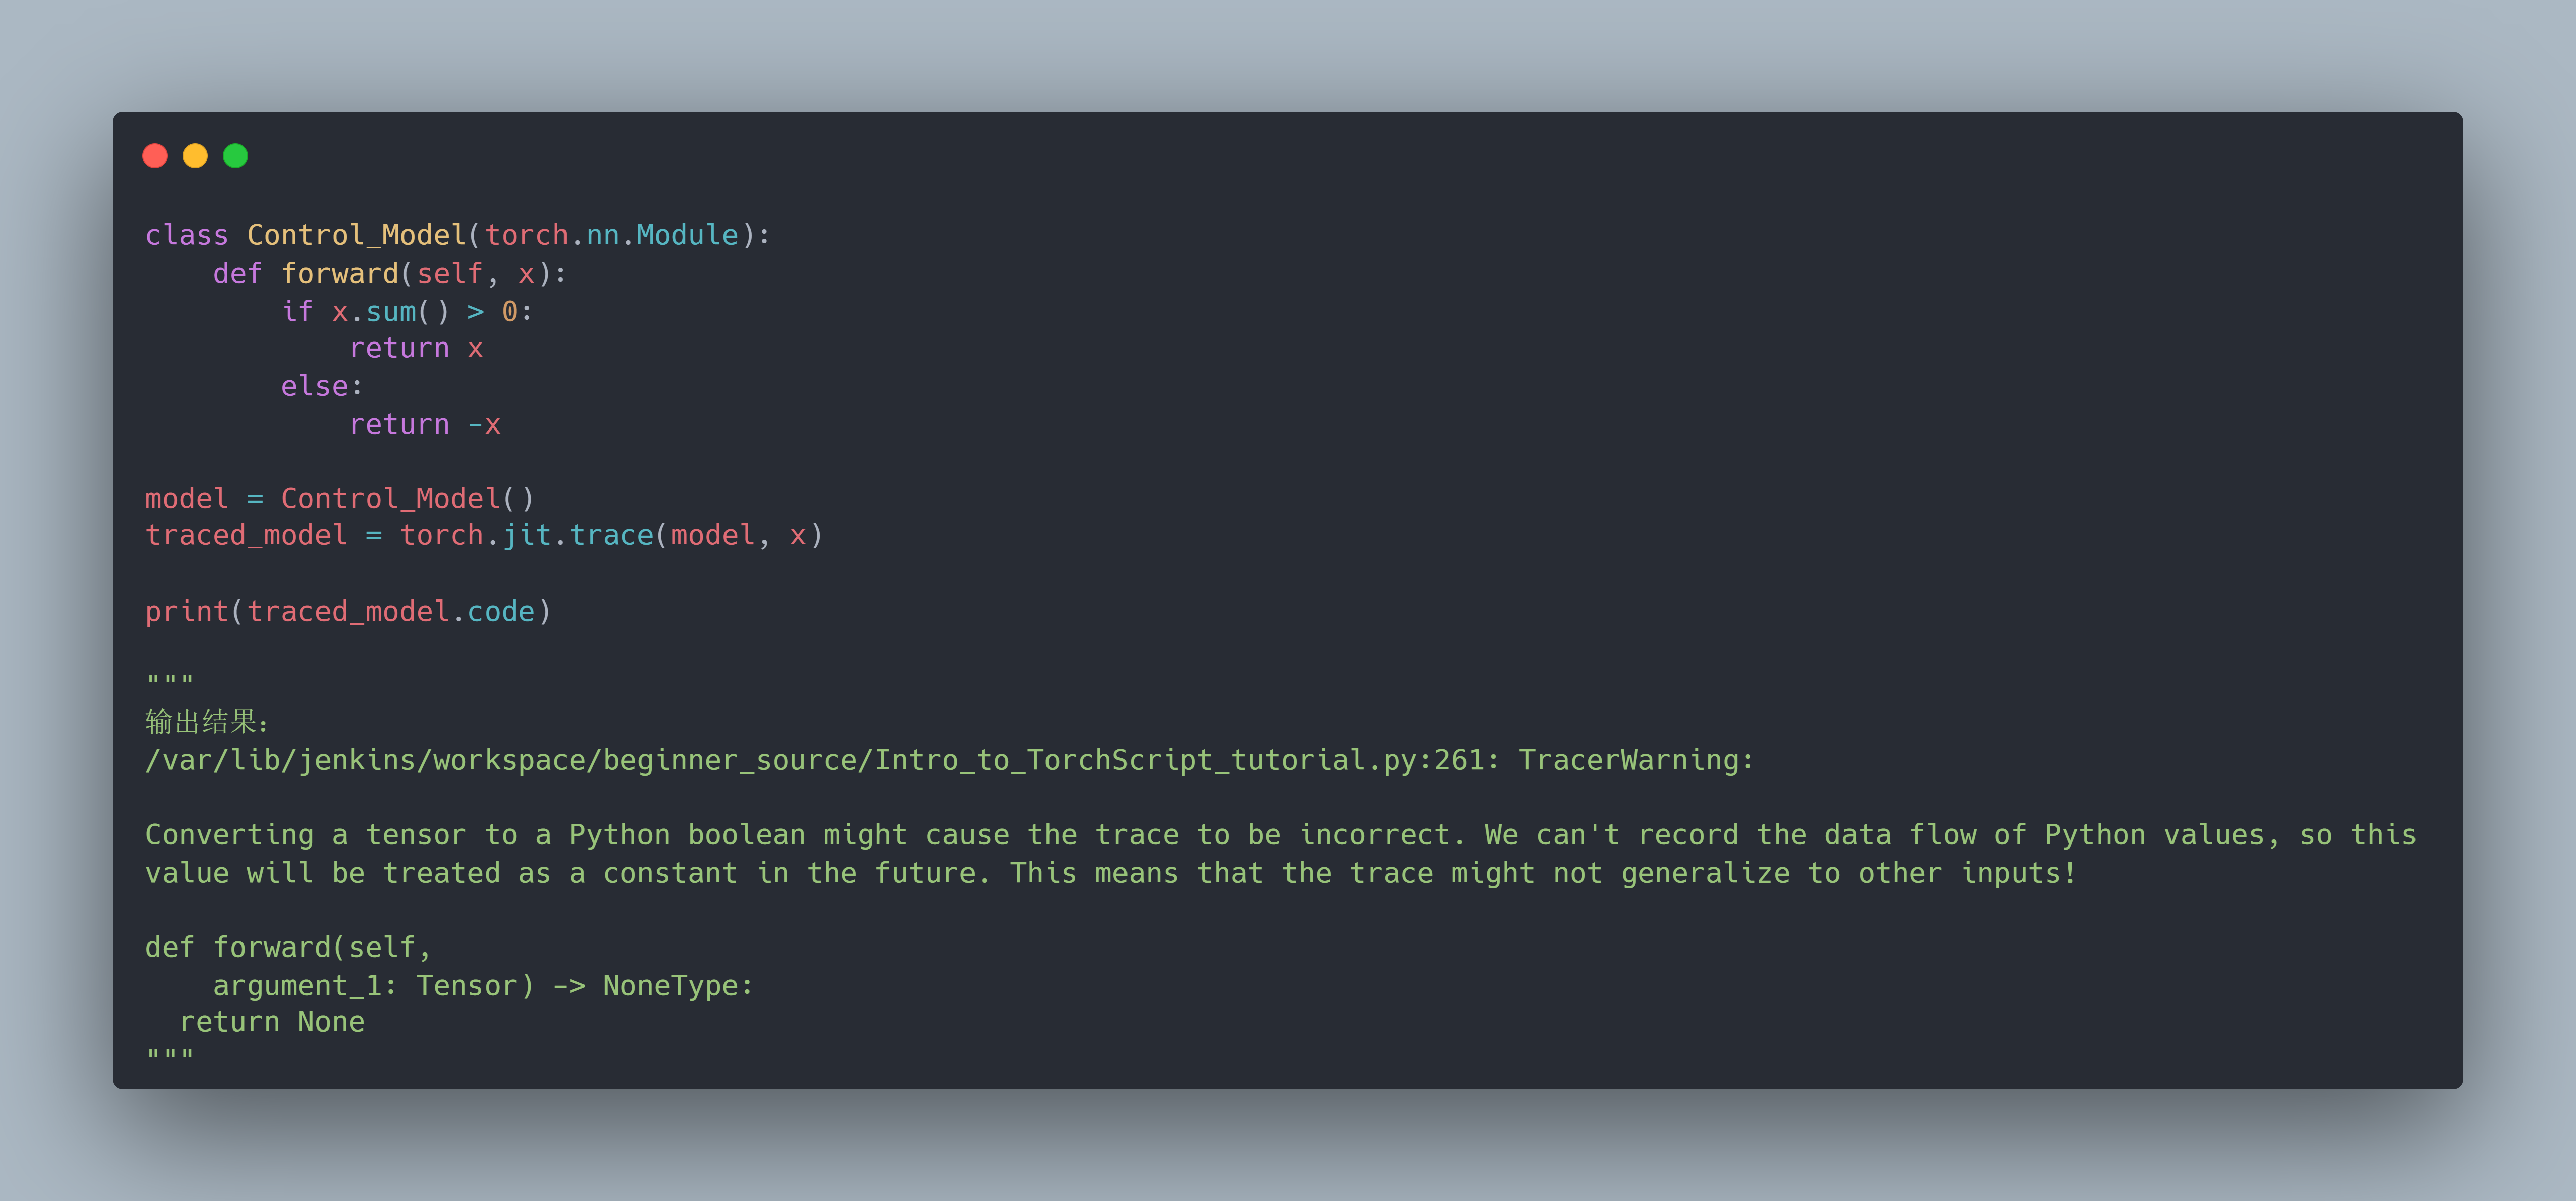 class Control_Model(torch.nn.Module):
    def forward(self, x):
        if x.sum() > 0:
            return x
        else:
            return -x

model = Control_Model()
traced_model = torch.jit.trace(model, x)

print(traced_model.code)

"""
输出结果：
/var/lib/jenkins/workspace/beginner_source/Intro_to_TorchScript_tutorial.py:261: TracerWarning:

Converting a tensor to a Python boolean might cause the trace to be incorrect. We can't record the data flow of Python values, so this
value will be treated as a constant in the future. This means that the trace might not generalize to other inputs!

def forward(self,
    argument_1: Tensor) -> NoneType:
  return None
"""